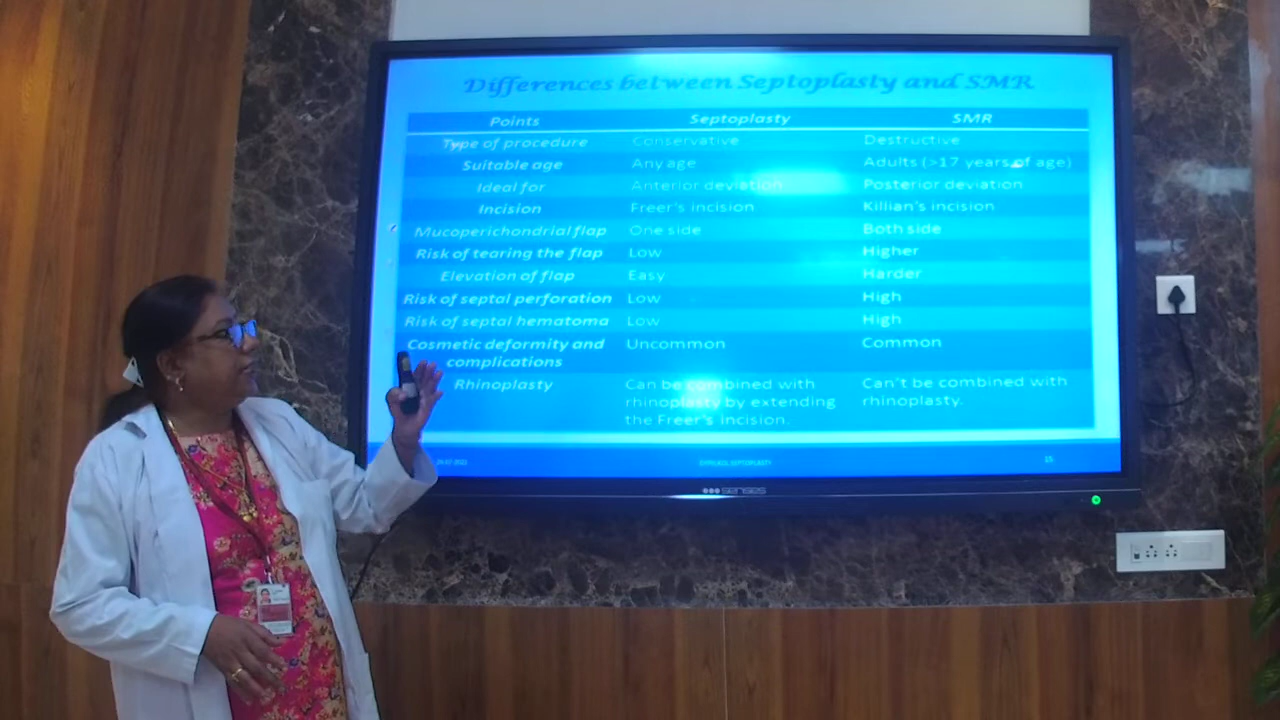 Differences between Septoplasty and SMR
Points Septoplasty SMR
Type of procedure Conservative Destructive
Suitable age Any age Adults (>17 years of age)
Ideal for Anterior deviation Posterior deviation
Incision Freer's incision Killian's incision
Mucoperichondrial flap One side Both side
Risk of tearing the flap Low Higher
Elevation of flap Easy Harder
Risk of septal perforation Low High
Risk of septal hematoma Low High
Cosmetic deformity and Uncommon Common
complications
Rhinoplasty Can be combined with Can't be combined with
rhinoplasty by extending rhinoplasty.
the Freer's incision.
15